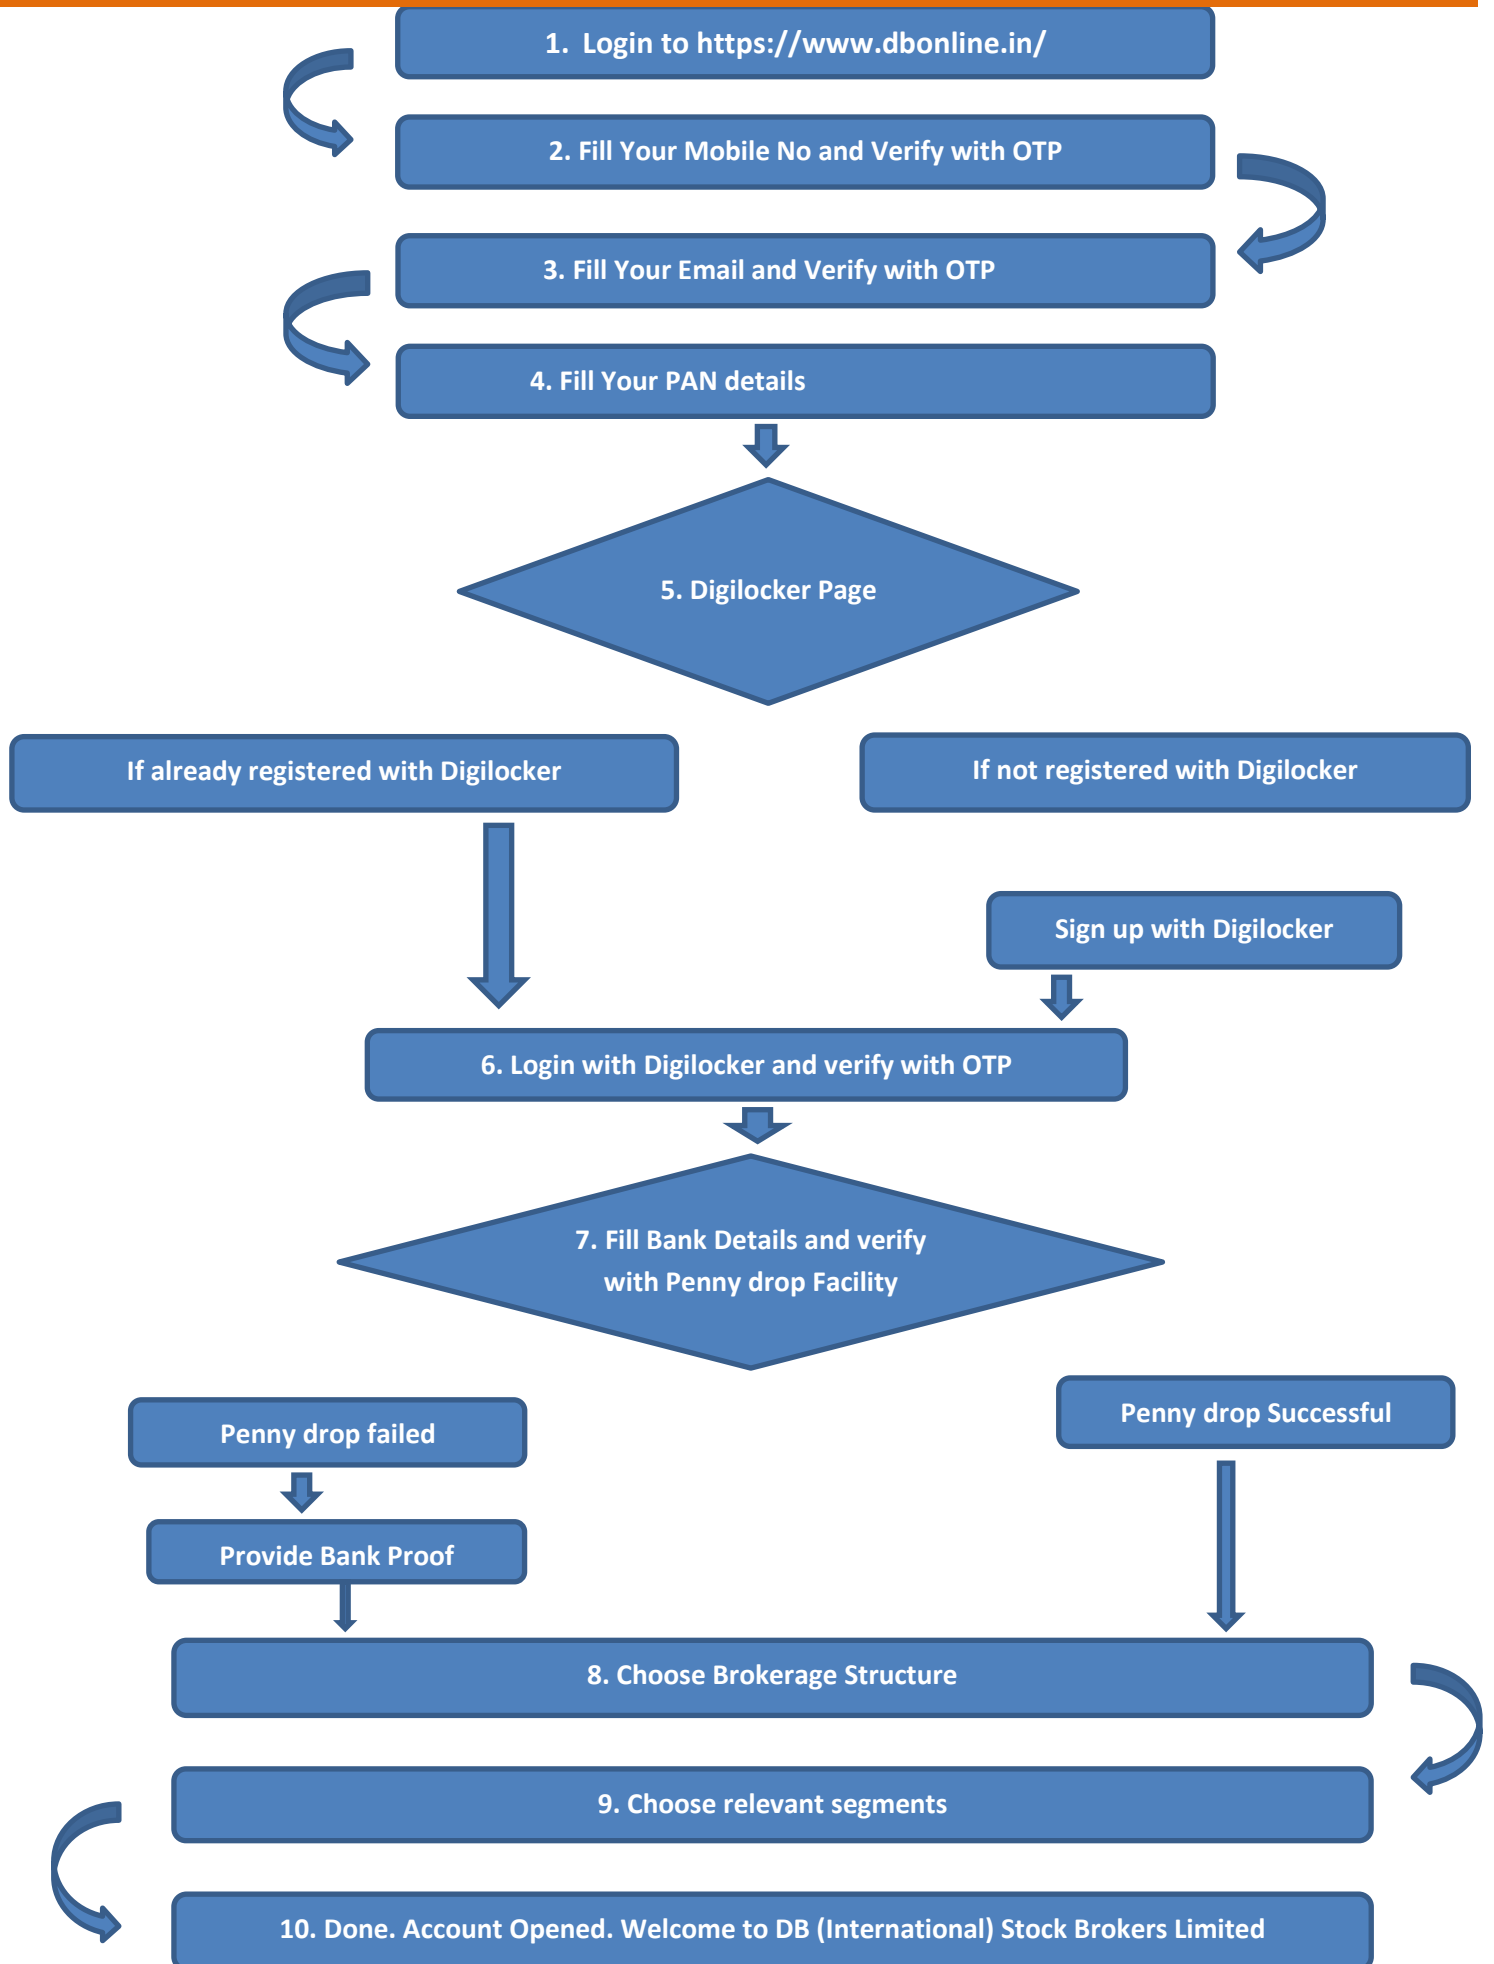 1. Login to https://www.dbonline.in/
2. Fill Your Mobile No and Verify with OTP
3. Fill Your Email and Verify with OTP
4. Fill Your PAN details
5. Digilocker Page
If already registered with Digilocker
If not registered with Digilocker
Sign up with Digilocker
6. Login with Digilocker and verify with OTP
7. Fill Bank Details and verify
with Penny drop Facility
Penny drop failed
Penny drop Successful
Provide Bank Proof
8. Choose Brokerage Structure
9. Choose relevant segments
10. Done. Account Opened. Welcome to DB (International) Stock Brokers Limited